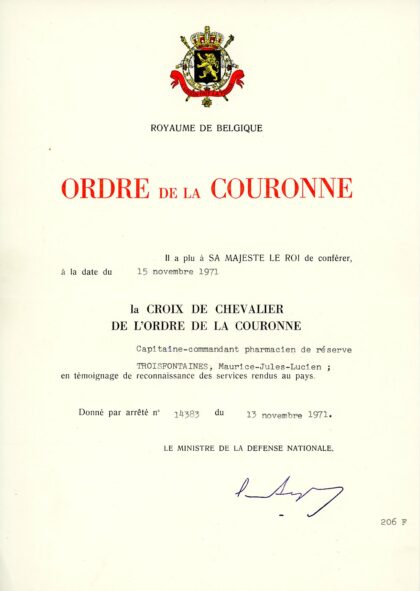 ROYAUME DE BELGIQUE
ORDRE DE LA COURONNE
Il a plu à SA MAJESTE LE ROI de conférer,
à la date du 15 novembre 1971
la CROIX DE CHEVALIER
DE L'ORDRE DE LA COURONNE
Capitaine-commandant pharmacien de réserve
TROISFONTAINES, Maurice-Jules-Lucien ;
en témoignage de reconnaissance des services rendus au pays.
Donné par arrêté n° 14383 du 13 novembre 1971.
LE MINISTRE DE LA DEFENSE NATIONALE.
206 F